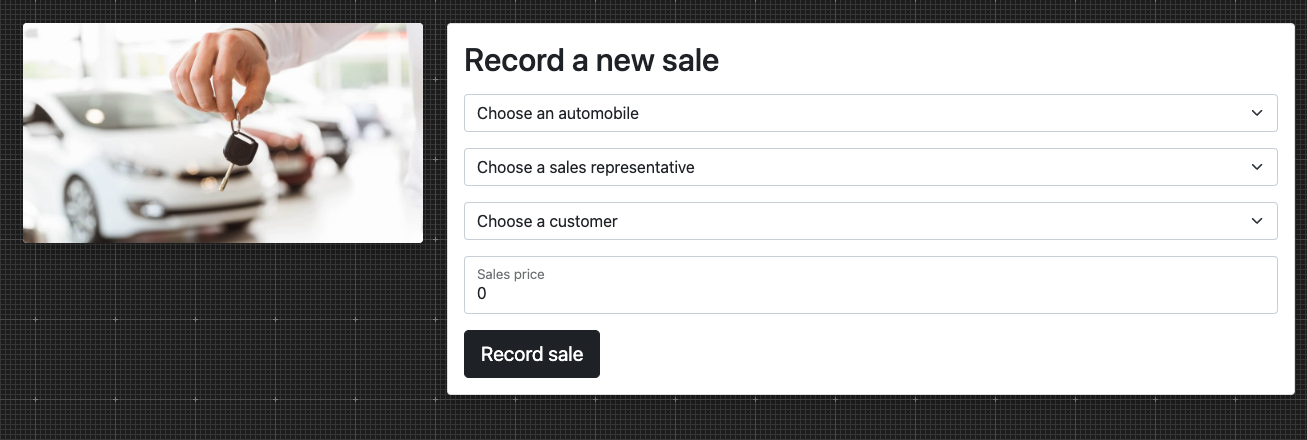 Record a new sale
Choose an automobile
Choose a sales representative
Choose a customer
Sales price
0
Record sale